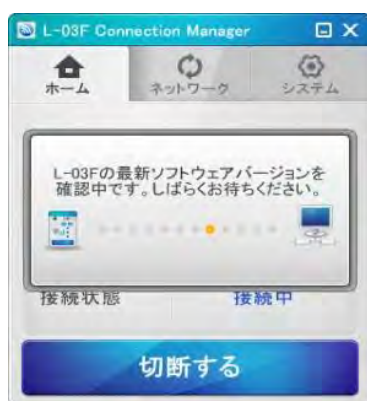 L-03F Connection Manager
ホーム
ネットワーク
システム
L-03Fの最新ソフトウェアバージョンを
確認中です。しばらくお待ちください。
接続状態
接続中
切断する